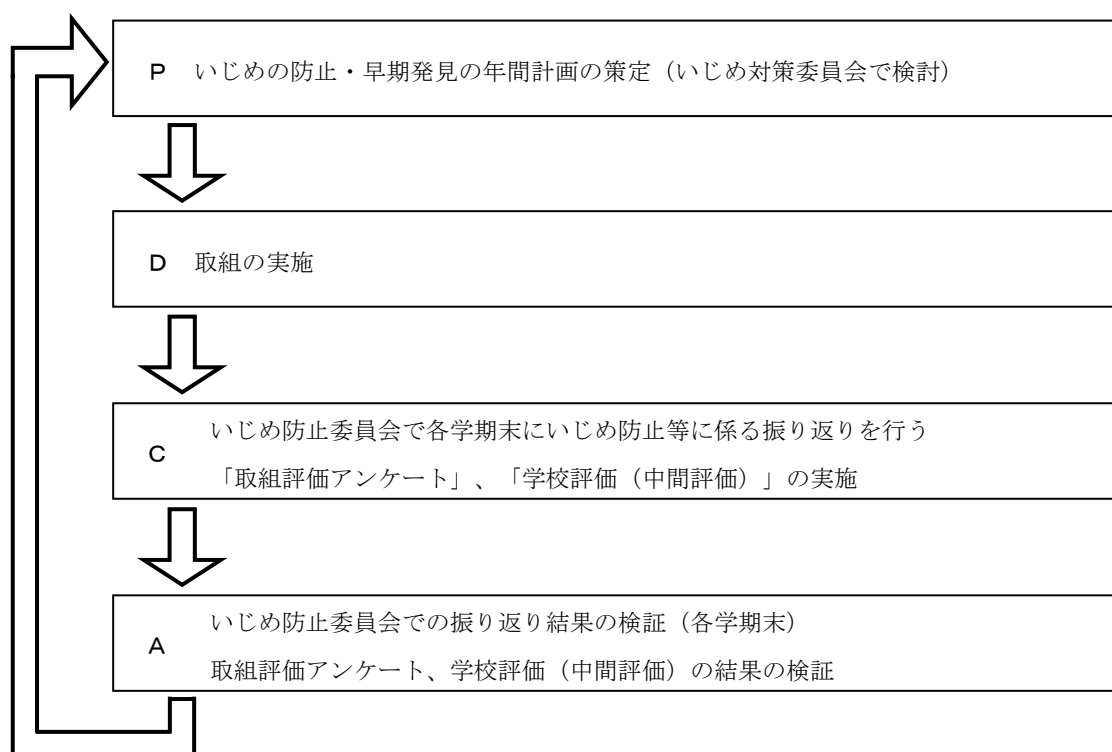 P いじめの防止・早期発見の年間計画の策定（いじめ対策委員会で検討）
D 取組の実施
C いじめ防止委員会で各学期末にいじめ防止等に係る振り返りを行う
「取組評価アンケート」、「学校評価（中間評価）」の実施
A いじめ防止委員会での振り返り結果の検証（各学期末）
取組評価アンケート、学校評価（中間評価）の結果の検証